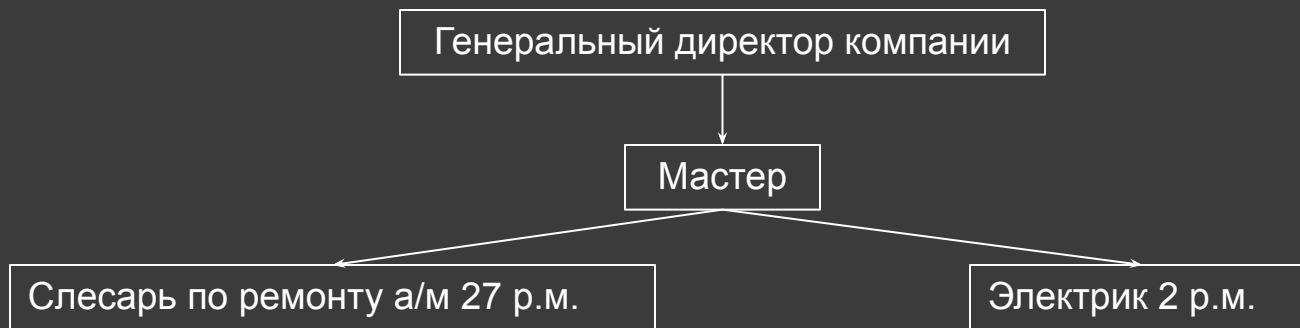 Генеральный директор компании
Мастер
Слесарь по ремонту а/м 27 р.м.
Электрик 2 р.м.